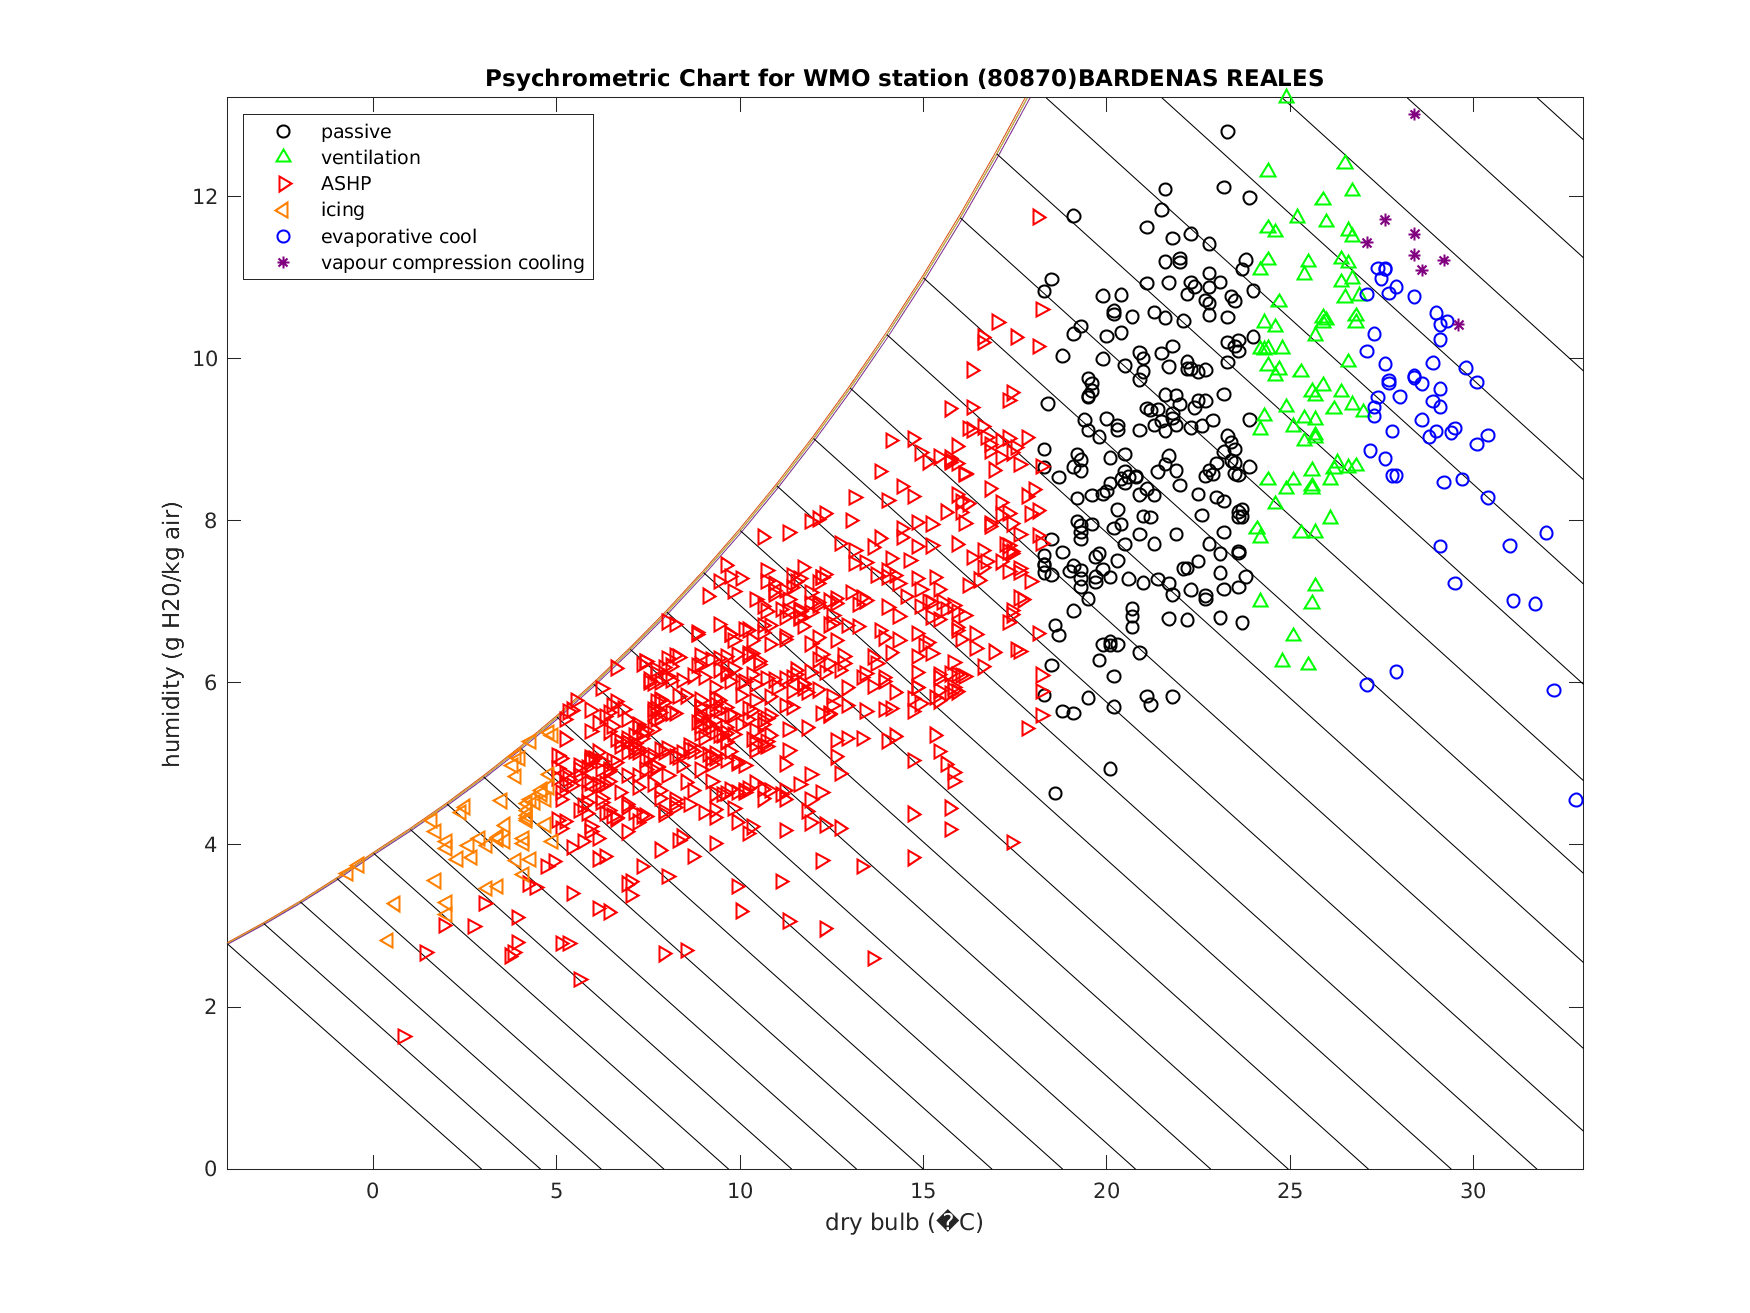 Psychrometric Chart for WMO station (80870)BARDENAS REALES
passive
ventilation
ASHP
icing
evaporative cool
vapour compression cooling
humidity (g H20/kg air)
12
10
8
6
4
2
0
0 5 10 15 20 25 30
dry bulb (�C)